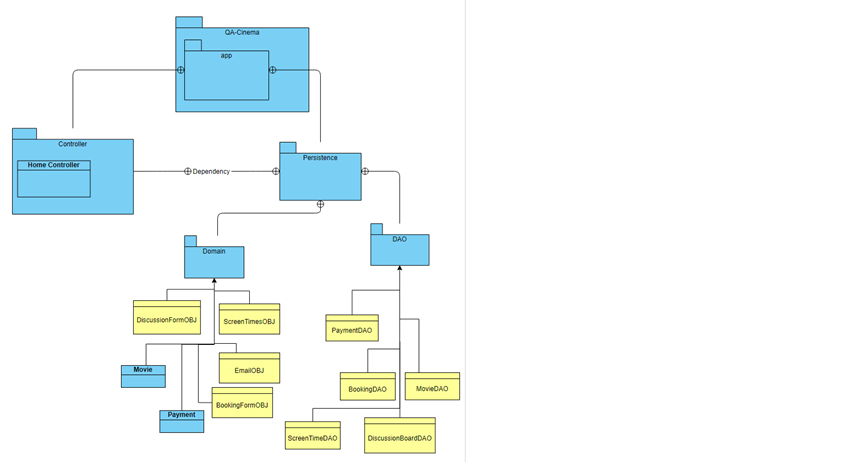 QA-Cinema
app
Controller
Home Controller
Dependency
Persistence
Domain
DAO
DiscussionFormOBJ
ScreenTimesOBJ
PaymentDAO
Movie
EmailOBJ
BookingDAO
MovieDAO
BookingFormOBJ
Payment
ScreenTimeDAO
DiscussionBoardDAO